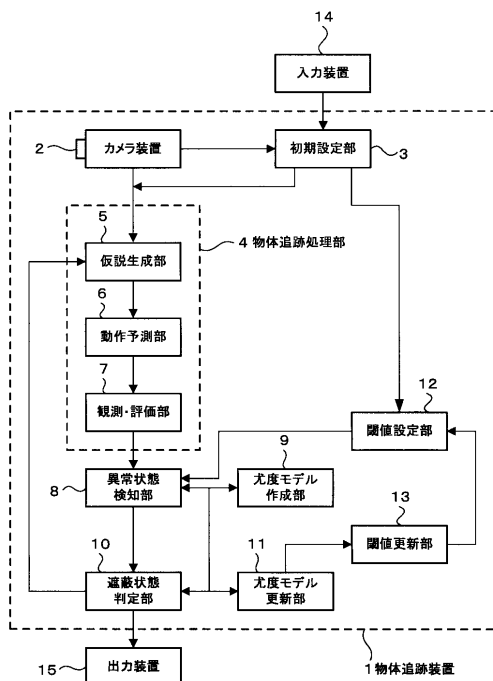 14
入力装置
2
カメラ装置
初期設定部
3
4 物体追跡処理部
5
仮説生成部
6
動作予測部
7
観測・評価部
12
閾値設定部
8
異常状態
検知部
9
尤度モデル
作成部
13
閾値更新部
10
遮蔽状態
判定部
11
尤度モデル
更新部
15
出力装置
1 物体追跡装置